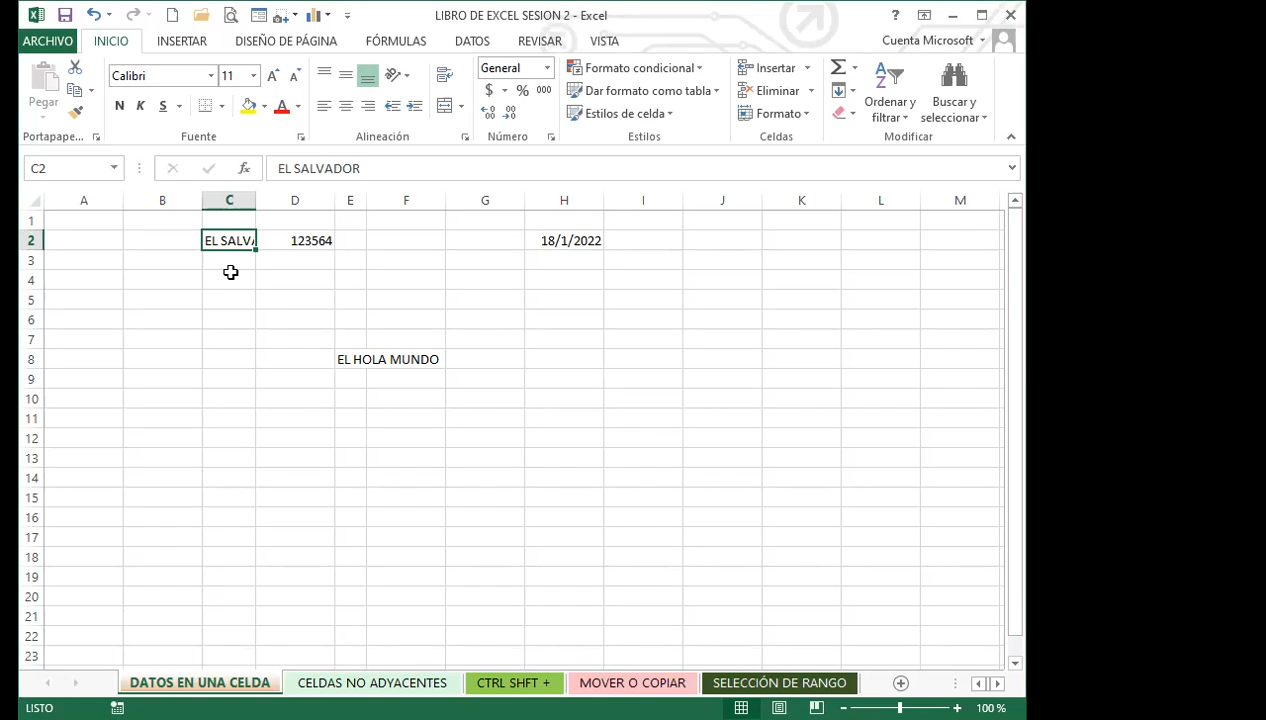 LIBRO DE EXCEL SESION 2 - Excel
?
ARCHIVO INICIO INSERTAR DISEÑO DE PÁGINA FÓRMULAS DATOS REVISAR VISTA Cuenta Microsoft
Pegar
Portapape...
Calibri 11 A A
N K S A
Fuente
Alineación
General
$ % 000
Número
Formato condicional
Dar formato como tabla
Estilos de celda
Estilos
Insertar
Eliminar
Formato
Celdas
Ordenar y filtrar
Buscar y seleccionar
Modificar
C2 fx EL SALVADOR
A B C D E F G H I J K L M
1
2 EL SALVA 123564 18/1/2022
3
4
5
6
7
8 EL HOLA MUNDO
9
10
11
12
13
14
15
16
17
18
19
20
21
22
23
DATOS EN UNA CELDA CELDAS NO ADYACENTES CTRL SHFT + MOVER O COPIAR SELECCIÓN DE RANGO
LISTO 100 %